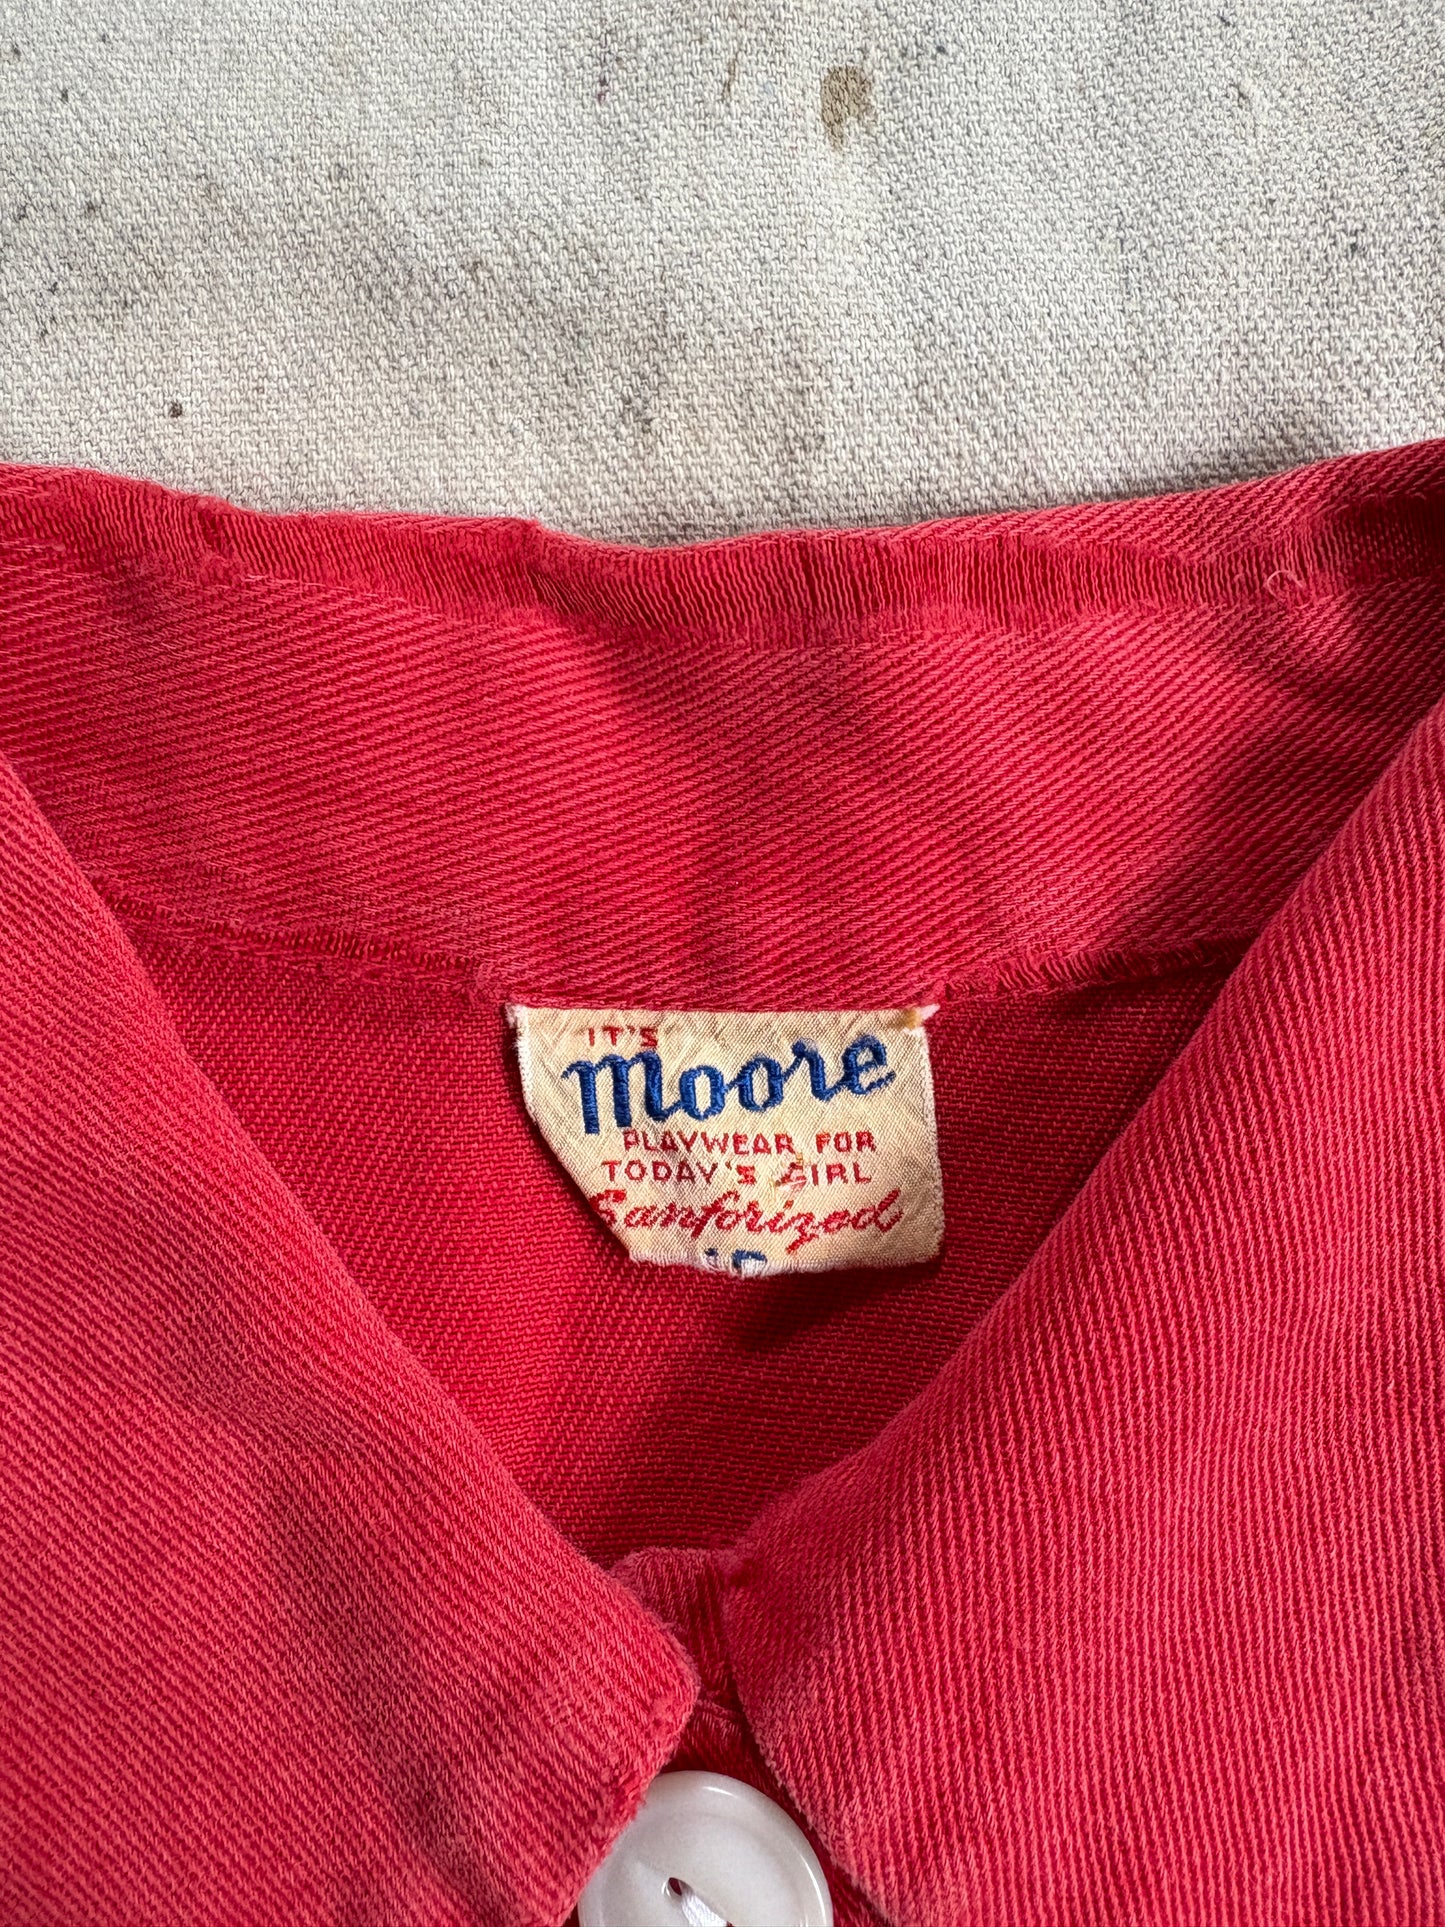 IT'S
Moore
PLAYWEAR FOR
TODAY'S GIRL
Sanforized